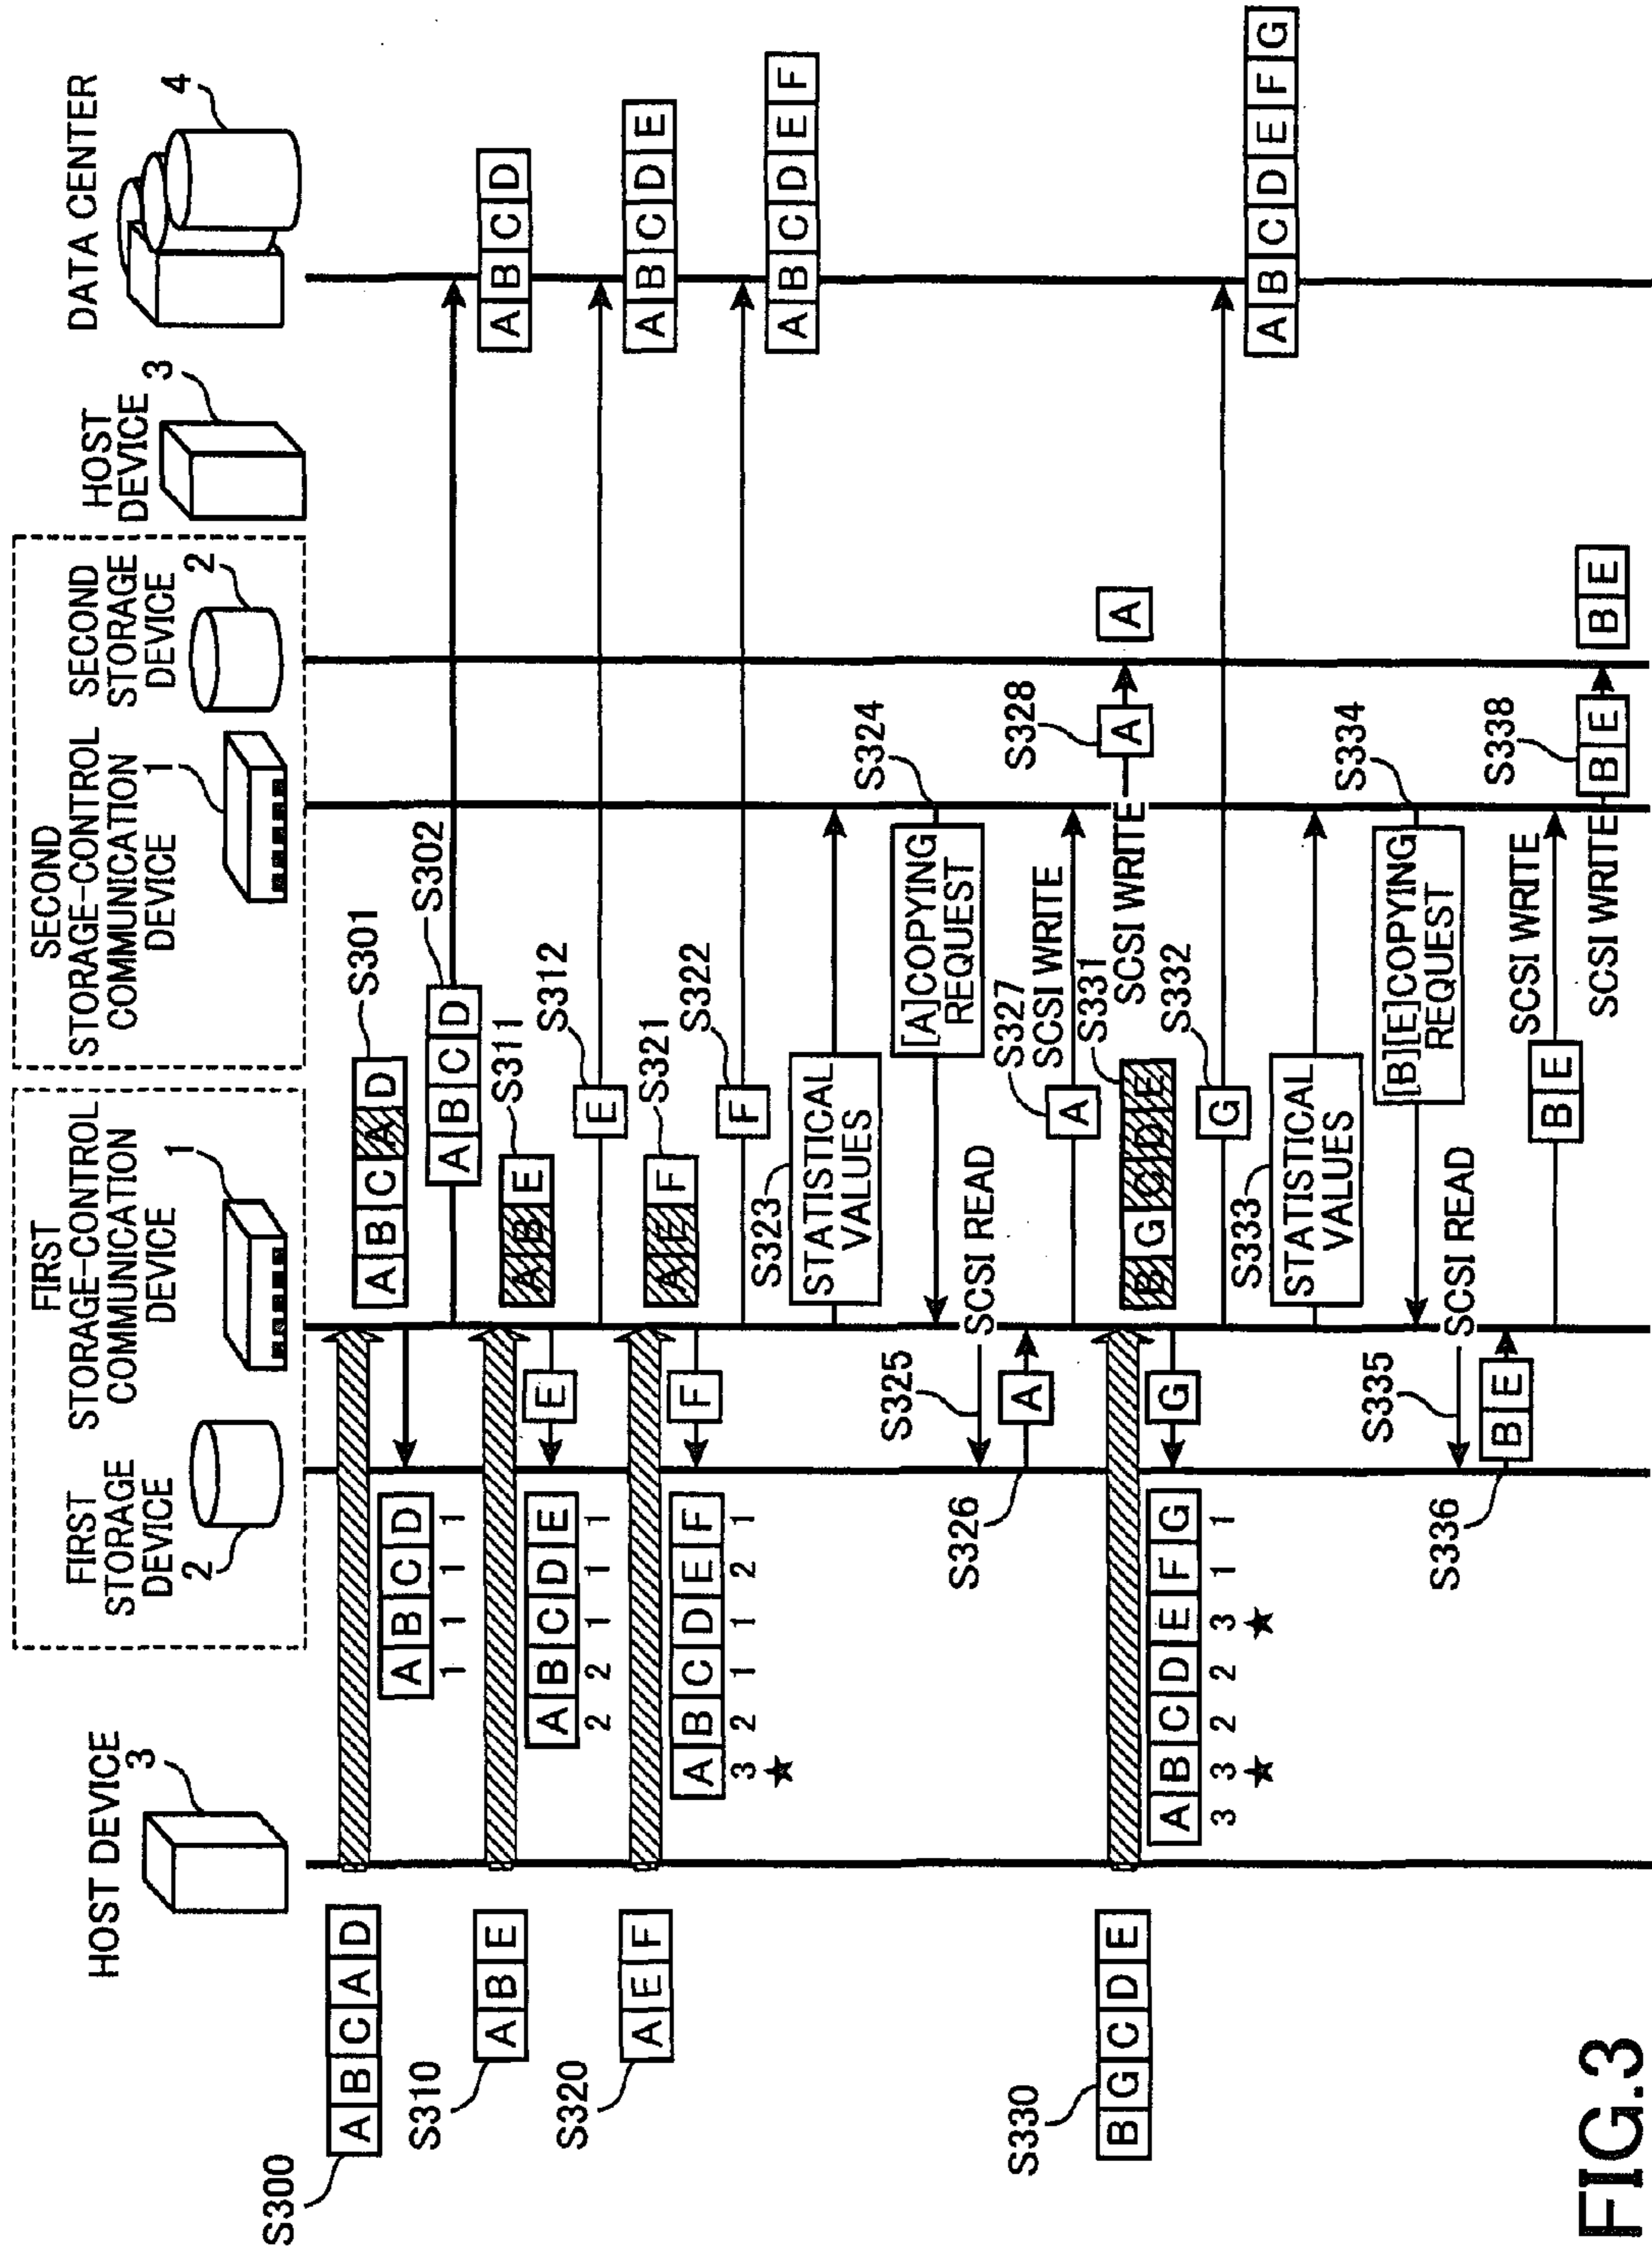 HOST DEVICE
3
FIRST
STORAGE
DEVICE
2
FIRST
STORAGE-CONTROL
COMMUNICATION
DEVICE
1
SECOND
STORAGE-CONTROL
COMMUNICATION
DEVICE
1
SECOND
STORAGE
DEVICE
2
HOST
DEVICE
3
DATA CENTER
4
S300
A B C A D
A B C A D
S301
A B C D
1 1 1 1
A B C D
S302
A B C D
S310
A B E
A B E
S311
E
A B C D E
2 2 1 1 1
E
S312
A B C D E
S320
A E F
A E F
S321
F
A B C D E F
3 2 1 1 2 1
★
F
S322
A B C D E F
S323
STATISTICAL
VALUES
S324
[A]COPYING
REQUEST
S325
SCSI READ
S326
A
S327
A
SCSI WRITE
S328
SCSI WRITE
A
A
S330
B G C D E
B G C D E
S331
G
A B C D E F G
3 3 2 2 3 1 1
★ ★
G
S332
A B C D E F G
S333
STATISTICAL
VALUES
S334
[B][E]COPYING
REQUEST
S335
SCSI READ
S336
B E
B E
SCSI WRITE
S338
SCSI WRITE
B E
B E
FIG.3